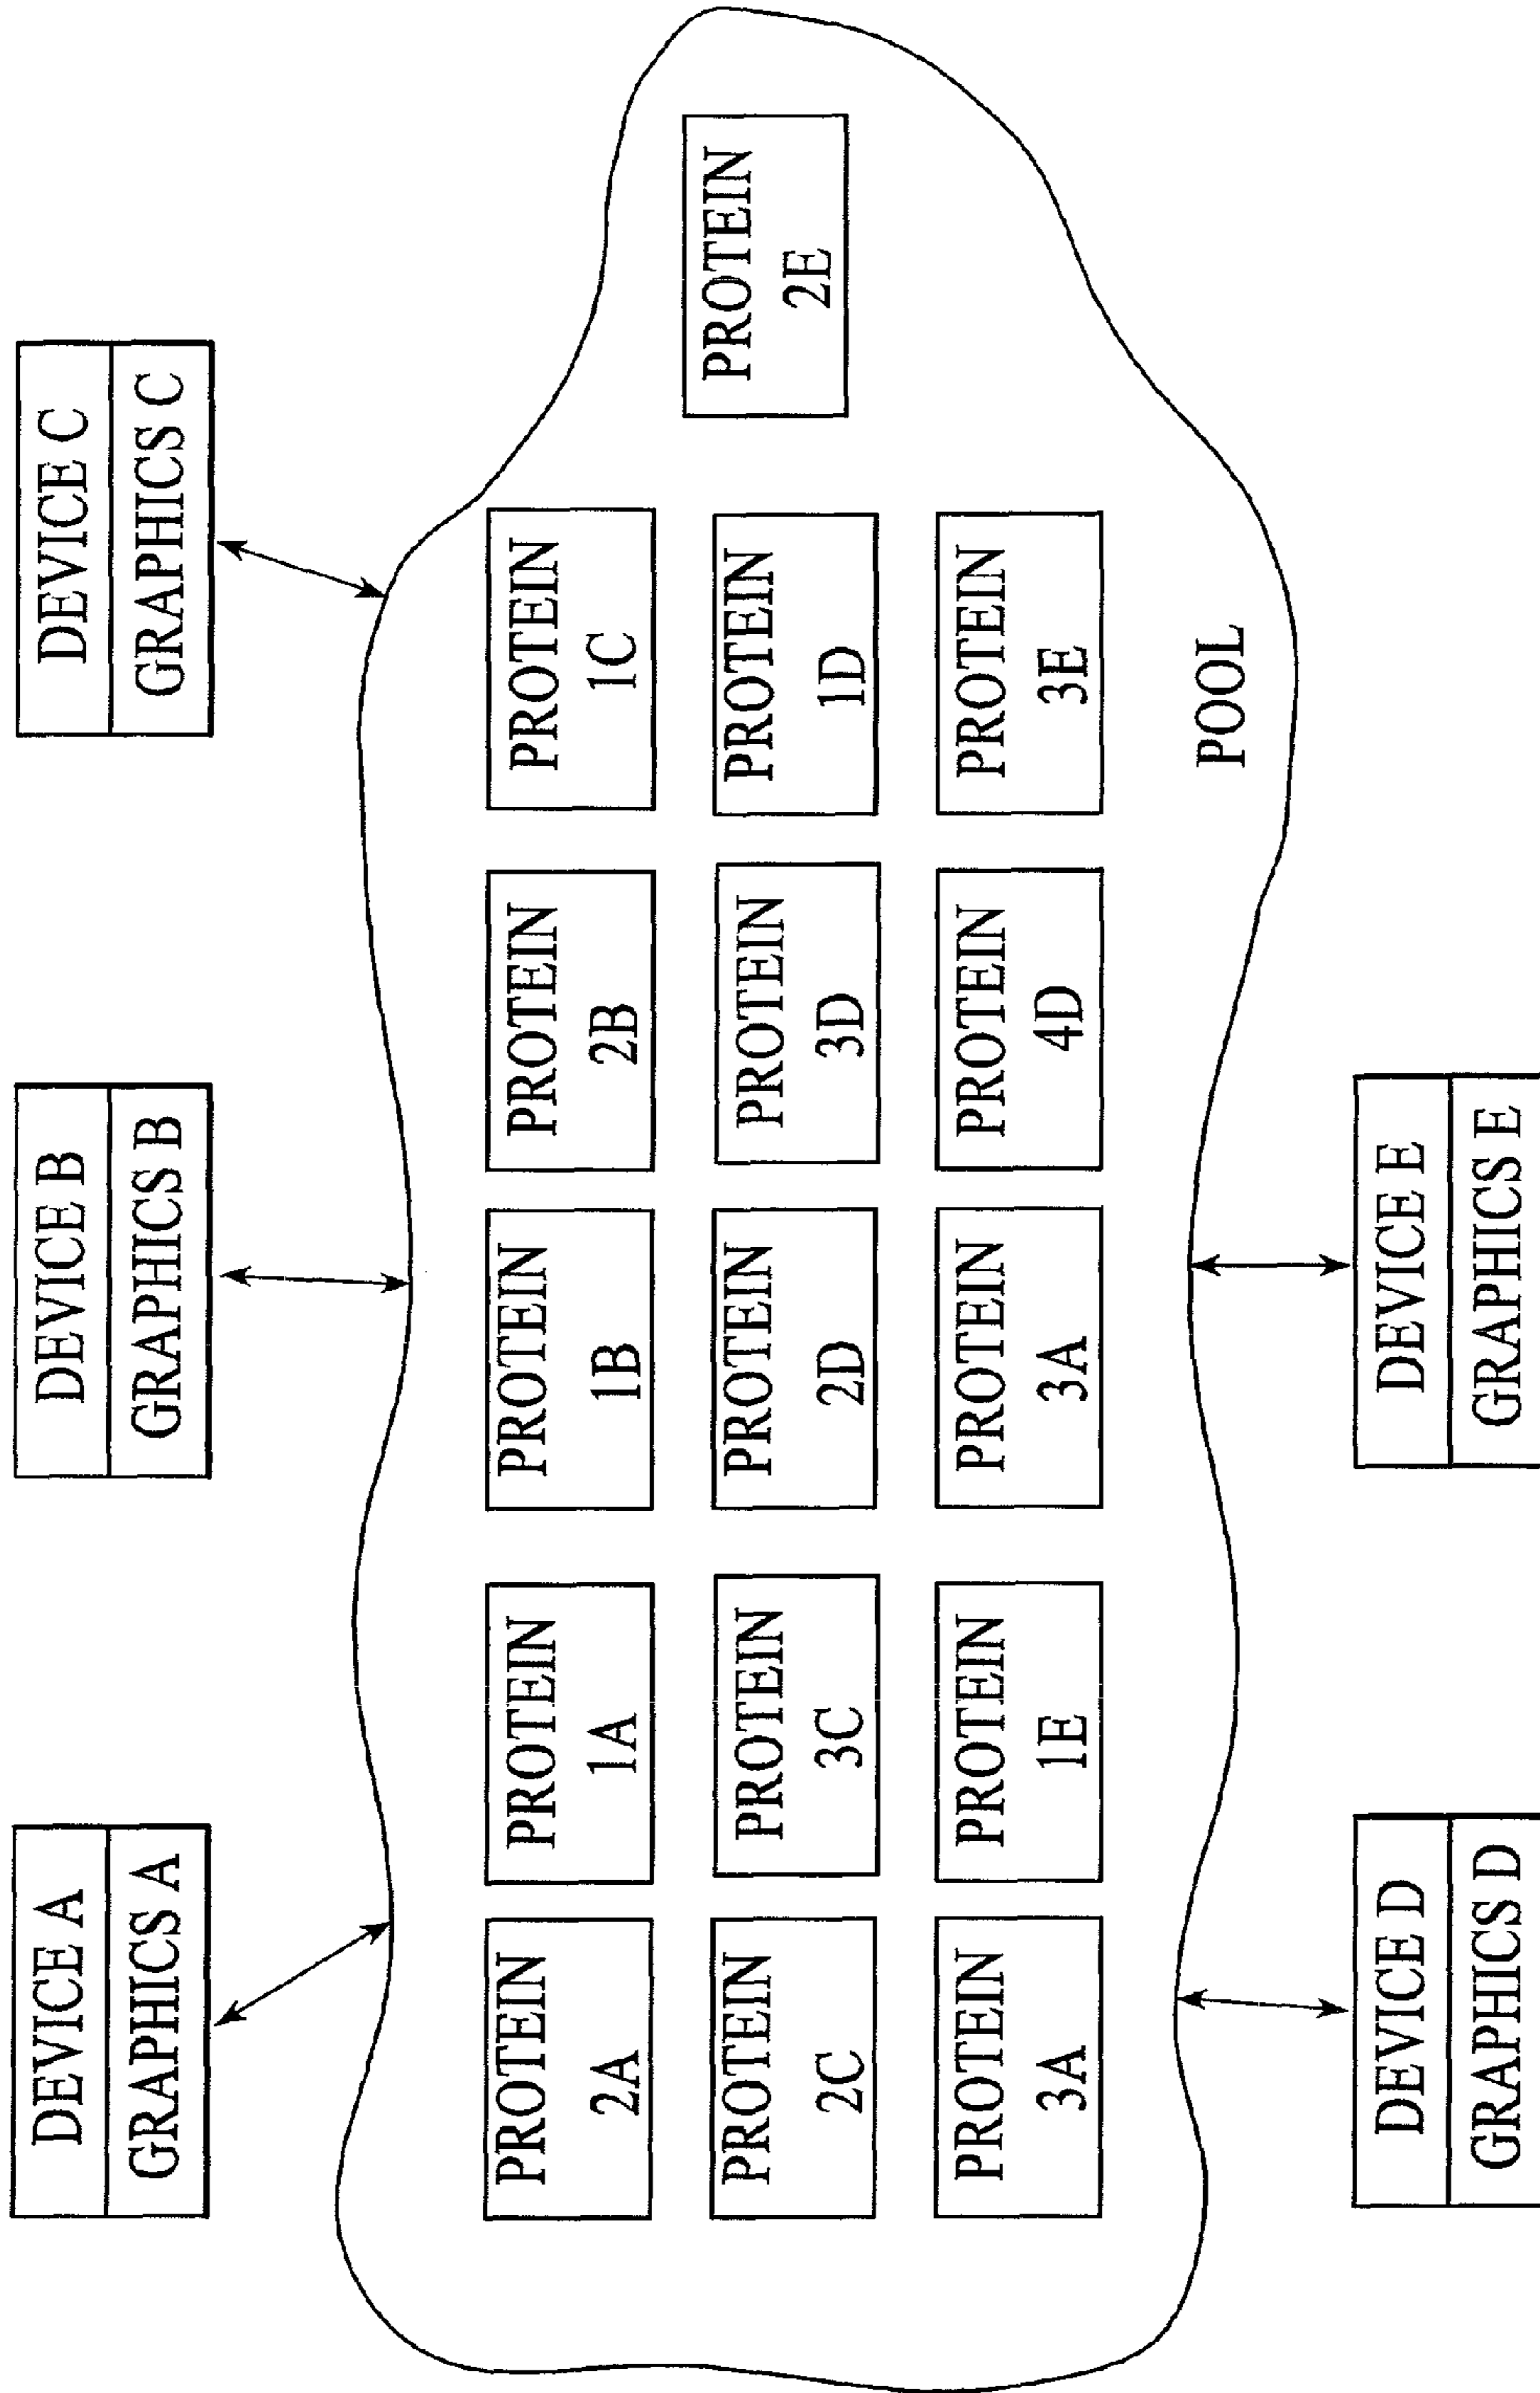 DEVICE A
GRAPHICS A
DEVICE B
GRAPHICS B
DEVICE C
GRAPHICS C
PROTEIN
2A
PROTEIN
1A
PROTEIN
1B
PROTEIN
2B
PROTEIN
1C
PROTEIN
2C
PROTEIN
3C
PROTEIN
2D
PROTEIN
3D
PROTEIN
1D
PROTEIN
2E
PROTEIN
3A
PROTEIN
1E
PROTEIN
3A
PROTEIN
4D
PROTEIN
3E
POOL
DEVICE D
GRAPHICS D
DEVICE E
GRAPHICS E